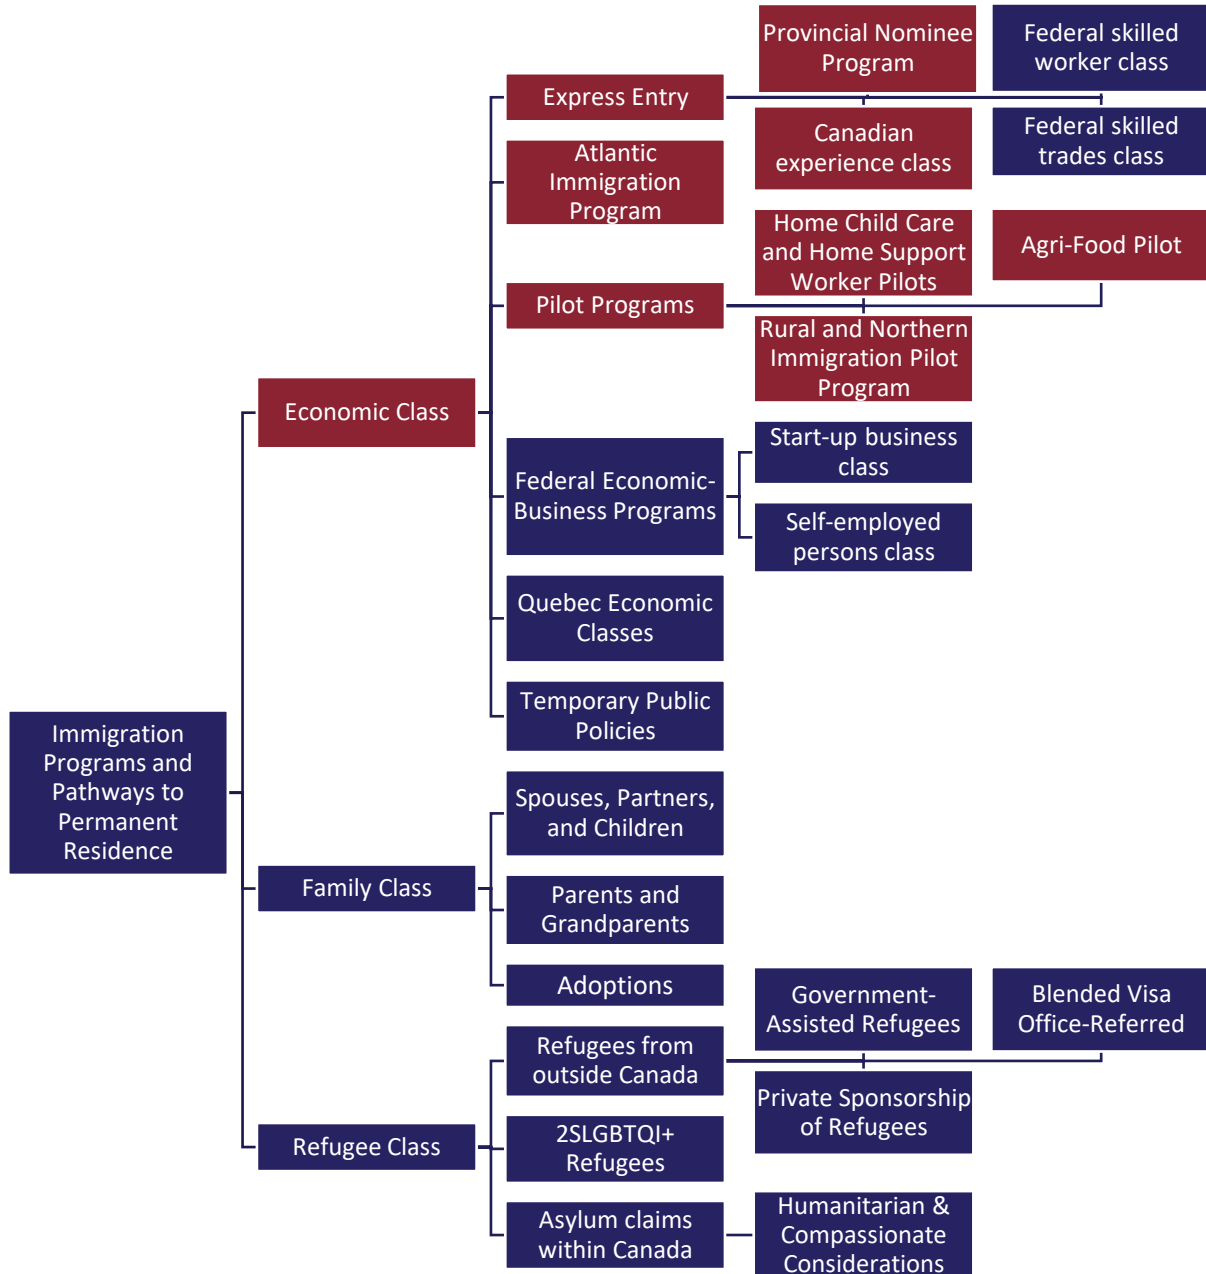 Immigration
Programs and
Pathways to
Permanent
Residence
Economic Class
Express Entry
Provincial Nominee
Program
Federal skilled
worker class
Canadian
experience class
Federal skilled
trades class
Atlantic
Immigration
Program
Pilot Programs
Home Child Care
and Home Support
Worker Pilots
Agri-Food Pilot
Rural and Northern
Immigration Pilot
Program
Federal Economic-
Business Programs
Start-up business
class
Self-employed
persons class
Quebec Economic
Classes
Temporary Public
Policies
Family Class
Spouses, Partners,
and Children
Parents and
Grandparents
Adoptions
Refugee Class
Refugees from
outside Canada
Government-
Assisted Refugees
Blended Visa
Office-Referred
Private Sponsorship
of Refugees
2SLGBTQI+
Refugees
Asylum claims
within Canada
Humanitarian &
Compassionate
Considerations